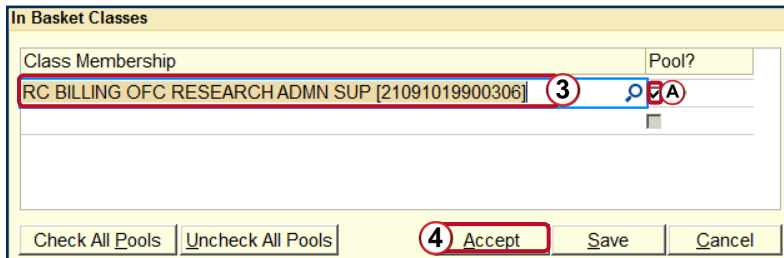 In Basket Classes
Class Membership Pool?
RC BILLING OFC RESEARCH ADMN SUP [21091019900306] 3 A
Check All Pools Uncheck All Pools 4 Accept Save Cancel